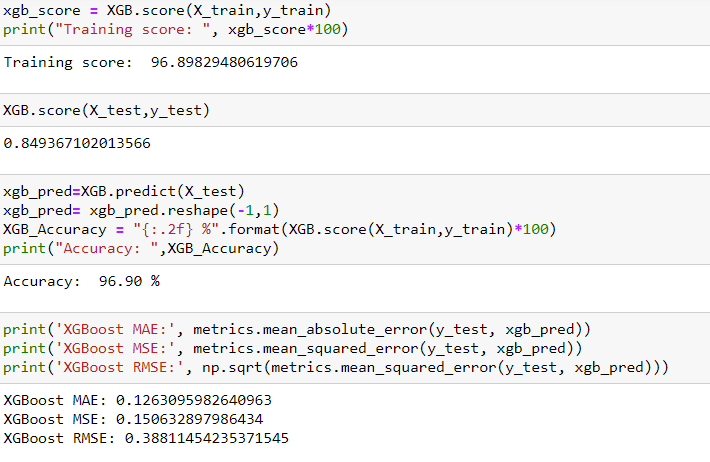 xgb_score = XGB.score(X_train,y_train)
print("Training score: ", xgb_score*100)
Training score:  96.89829480619706
XGB.score(X_test,y_test)
0.849367102013566
xgb_pred=XGB.predict(X_test)
xgb_pred= xgb_pred.reshape(-1,1)
XGB_Accuracy = "{:.2f} %".format(XGB.score(X_train,y_train)*100)
print("Accuracy: ",XGB_Accuracy)
Accuracy:  96.90 %
print('XGBoost MAE:', metrics.mean_absolute_error(y_test, xgb_pred))
print('XGBoost MSE:', metrics.mean_squared_error(y_test, xgb_pred))
print('XGBoost RMSE:', np.sqrt(metrics.mean_squared_error(y_test, xgb_pred)))
XGBoost MAE: 0.1263095982640963
XGBoost MSE: 0.150632897986434
XGBoost RMSE: 0.38811454235371545